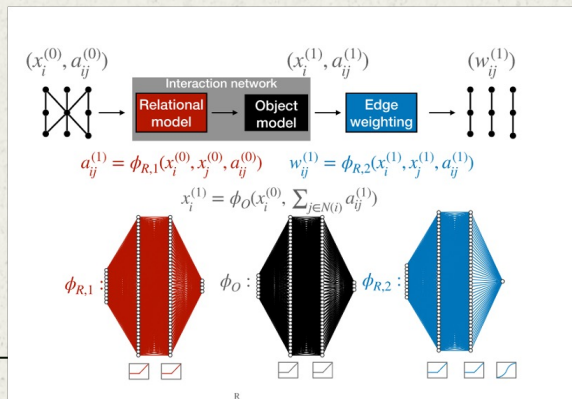 (x_i^{(0)}, a_{ij}^{(0)}) (x_i^{(1)}, a_{ij}^{(1)}) (w_{ij}^{(1)})
Interaction network
Relational model
Object model
Edge weighting
a_{ij}^{(1)} = ϕ_{R,1}(x_i^{(0)}, x_j^{(0)}, a_{ij}^{(0)}) w_{ij}^{(1)} = ϕ_{R,2}(x_i^{(1)}, x_j^{(1)}, a_{ij}^{(1)})
x_i^{(1)} = ϕ_O(x_i^{(0)}, ∑_{j∈N(i)} a_{ij}^{(1)})
ϕ_{R,1} : ϕ_O : ϕ_{R,2} :
R